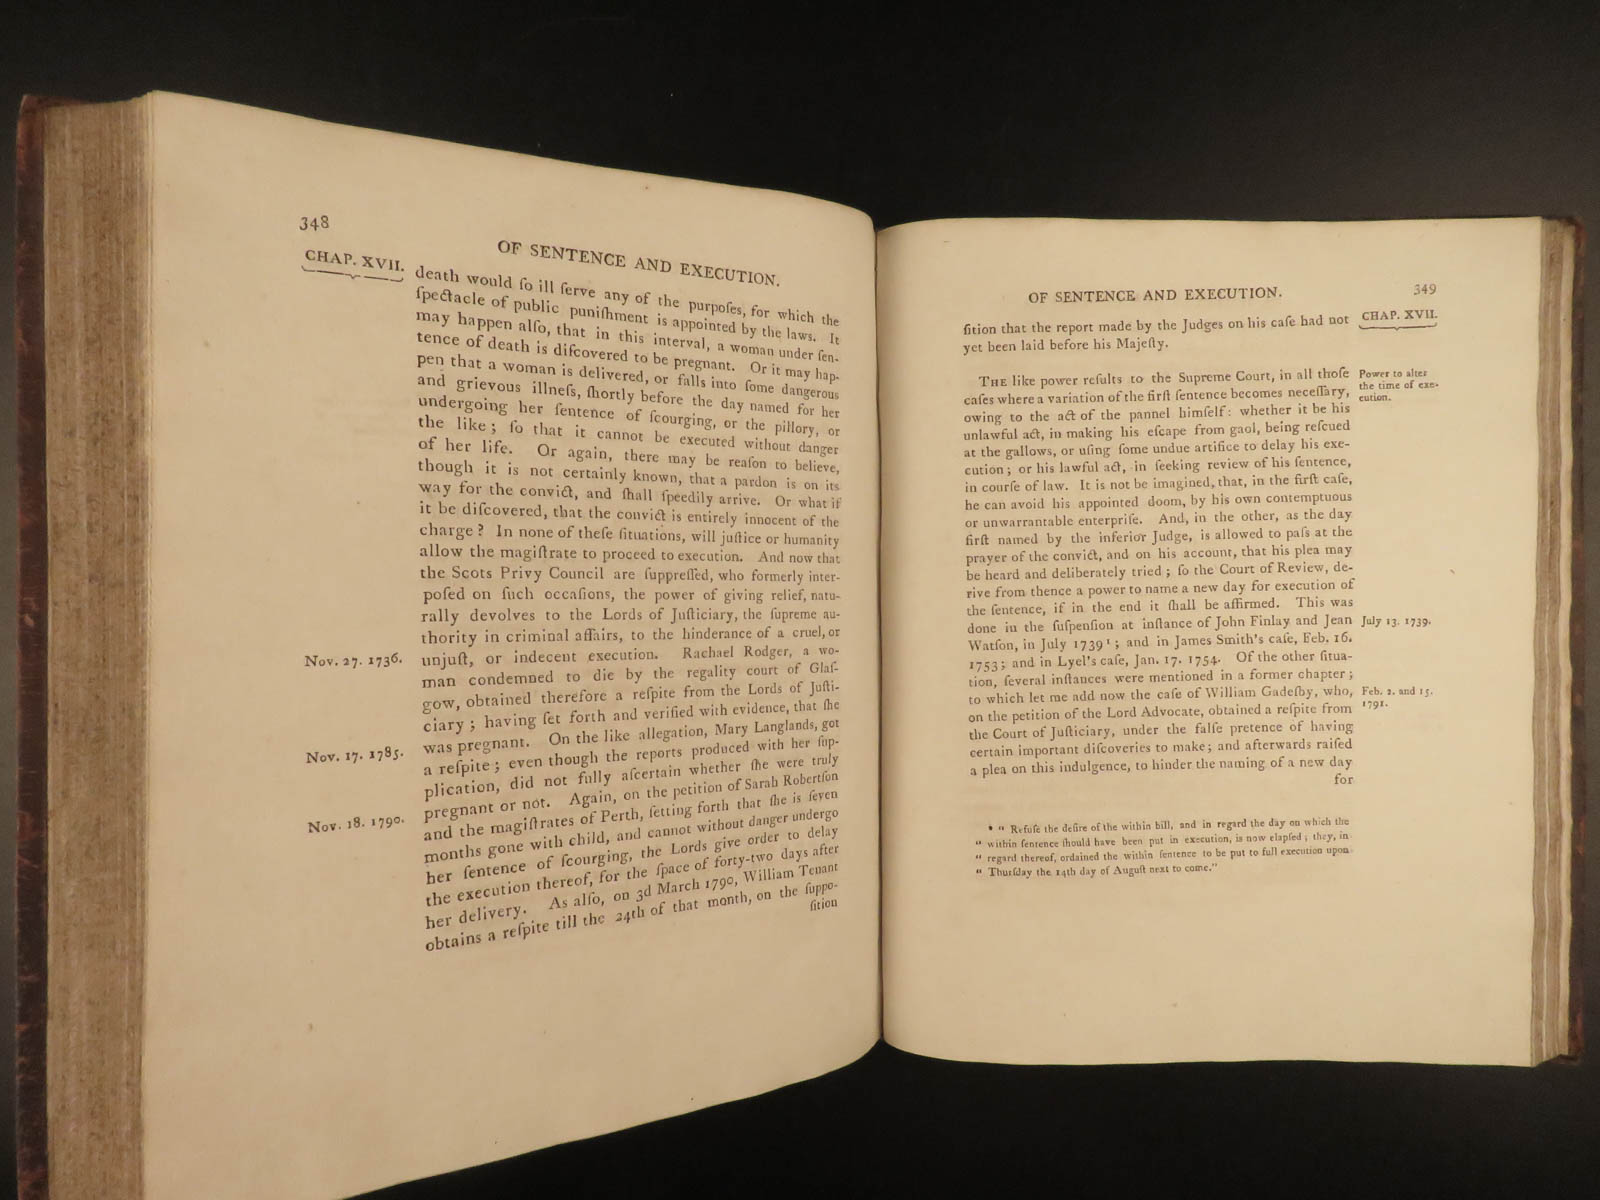 348
OF SENTENCE AND EXECUTION.
CHAP. XVII.
death would ſo ill ſerve any of the purpoſes, for which the
ſpectacle of public puniſhment is appointed by the laws. It
may happen alſo, that in this interval, a woman under ſen-
tence of death is diſcovered to be pregnant. Or it may hap-
pen that a woman is delivered, or falls into ſome dangerous
and grievous illneſs, ſhortly before the day named for her
undergoing her ſentence of ſcourging, or the pillory, or
the like; ſo that it cannot be executed without danger
of her life. Or again, there may be reaſon to believe,
though it is not certainly known, that a pardon is on its
way for the convict, and ſhall ſpeedily arrive. Or what if
it be diſcovered, that the convict is entirely innocent of the
charge? In none of theſe ſituations, will juſtice or humanity
allow the magiſtrate to proceed to execution. And now that
the Scots Privy Council are ſuppreſſed, who formerly inter-
poſed on ſuch occaſions, the power of giving relief, natu-
rally devolves to the Lords of Juſticiary, the ſupreme au-
thority in criminal affairs, to the hinderance of a cruel, or
Nov. 27. 1736.
unjuſt, or indecent execution. Rachael Rodger, a wo-
man condemned to die by the regality court of Glaſ-
gow, obtained therefore a reſpite from the Lords of Juſti-
ciary; having ſet forth and verified with evidence, that ſhe
Nov. 17. 1785.
was pregnant. On the like allegation, Mary Langlands, got
a reſpite; even though the reports produced with her ſup-
plication, did not fully aſcertain whether ſhe were truly
Nov. 18. 1790.
pregnant or not. Again, on the petition of Sarah Robertſon
and the magiſtrates of Perth, ſetting forth that ſhe is ſeven
months gone with child, and cannot without danger undergo
her ſentence of ſcourging, the Lords give order to delay
the execution thereof, for the ſpace of forty-two days after
her delivery. As alſo, on 3d March 1790, William Tenant
obtains a reſpite till the 24th of that month, on the ſuppo-
ſition
OF SENTENCE AND EXECUTION.
349
CHAP. XVII.
ſition that the report made by the Judges on his caſe had not
yet been laid before his Majeſty.
THE like power reſults to the Supreme Court, in all thoſe
Power to alter
the time of exe-
cution.
caſes where a variation of the firſt ſentence becomes neceſſary,
owing to the act of the pannel himſelf: whether it be his
unlawful act, in making his eſcape from gaol, being reſcued
at the gallows, or uſing ſome undue artifice to delay his exe-
cution; or his lawful act, in ſeeking review of his ſentence,
in courſe of law. It is not be imagined, that, in the firſt caſe,
he can avoid his appointed doom, by his own contemptuous
or unwarrantable enterpriſe. And, in the other, as the day
firſt named by the inferior Judge, is allowed to paſs at the
prayer of the convict, and on his account, that his plea may
be heard and deliberately tried; ſo the Court of Review, de-
rive from thence a power to name a new day for execution of
the ſentence, if in the end it ſhall be affirmed. This was
done in the ſuſpenſion at inſtance of John Finlay and Jean
July 13. 1739.
Watſon, in July 1739 ¹; and in James Smith's caſe, Feb. 16.
1753; and in Lyel's caſe, Jan. 17. 1754. Of the other ſitua-
tion, ſeveral inſtances were mentioned in a former chapter;
to which let me add now the caſe of William Gadeſby, who,
Feb. 2. and 15.
1791.
on the petition of the Lord Advocate, obtained a reſpite from
the Court of Juſticiary, under the falſe pretence of having
certain important diſcoveries to make; and afterwards raiſed
a plea on this indulgence, to hinder the naming of a new day
for
" Refuſe the deſire of the within bill, and in regard the day on which the
" within ſentence ſhould have been put in execution, is now elapſed; they, in
" regard thereof, ordained the within ſentence to be put to full execution upon
" Thurſday the 14th day of Auguſt next to come."